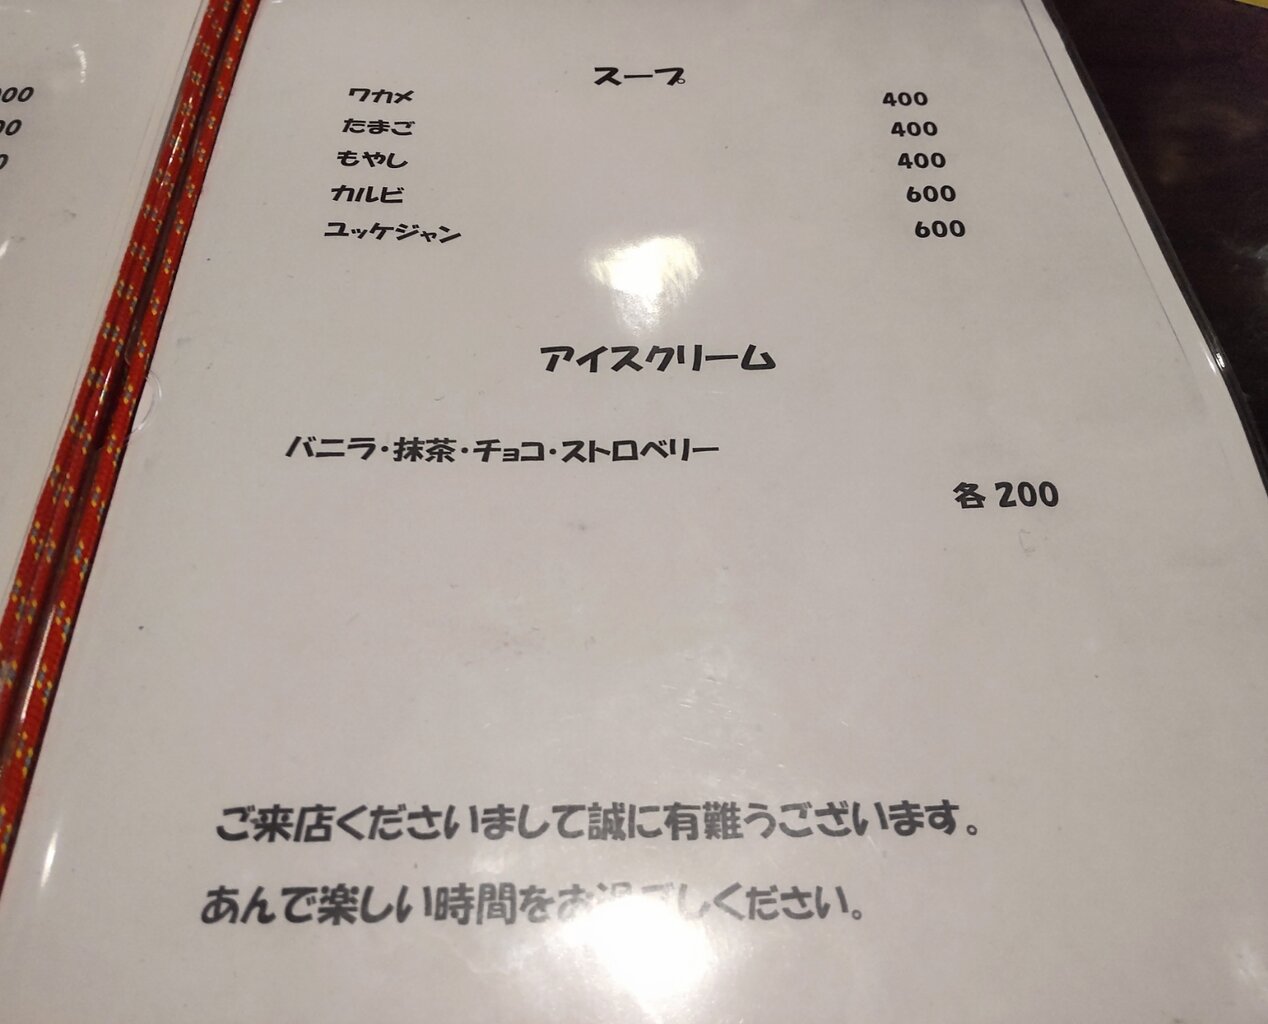 スープ
ワカメ 400
たまご 400
もやし 400
カルビ 600
ユッケジャン 600
アイスクリーム
バニラ・抹茶・チョコ・ストロベリー
各 200
ご来店くださいまして誠に有難うございます。
あんで楽しい時間をお過ごしください。